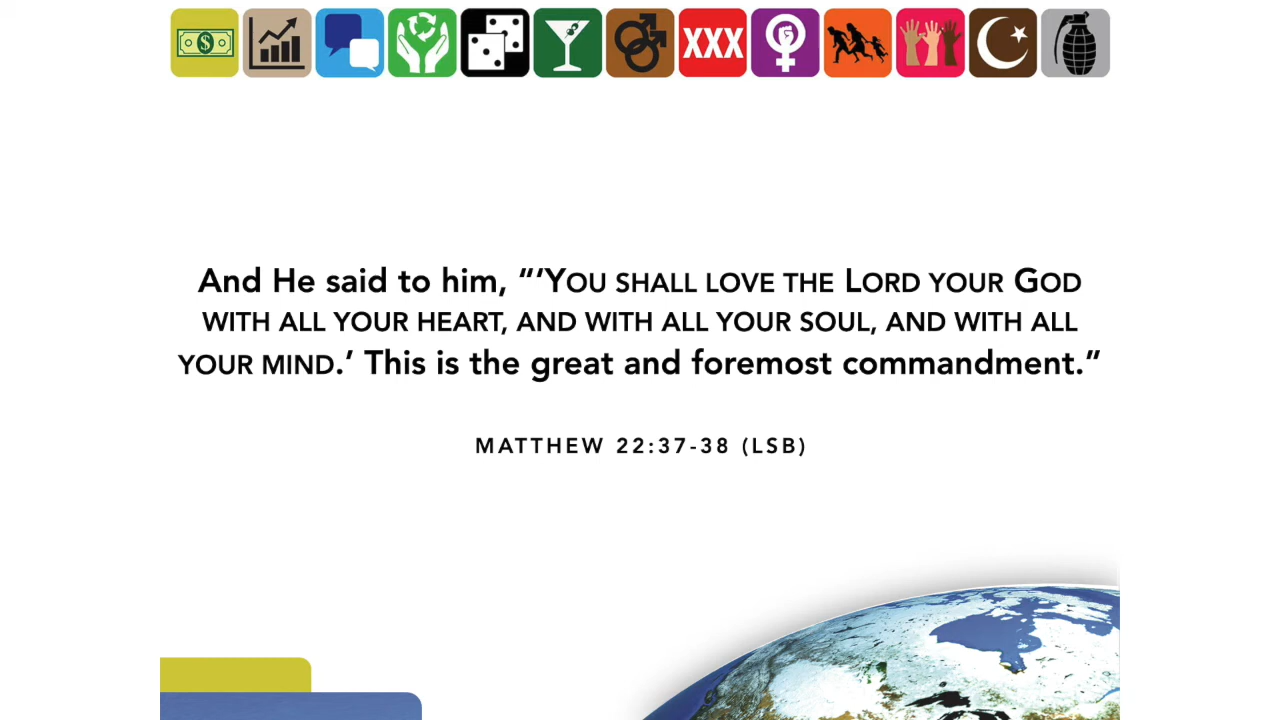 $
XXX
And He said to him, “‘YOU SHALL LOVE THE LORD YOUR GOD
WITH ALL YOUR HEART, AND WITH ALL YOUR SOUL, AND WITH ALL
YOUR MIND.’ This is the great and foremost commandment.”
MATTHEW 22:37-38 (LSB)